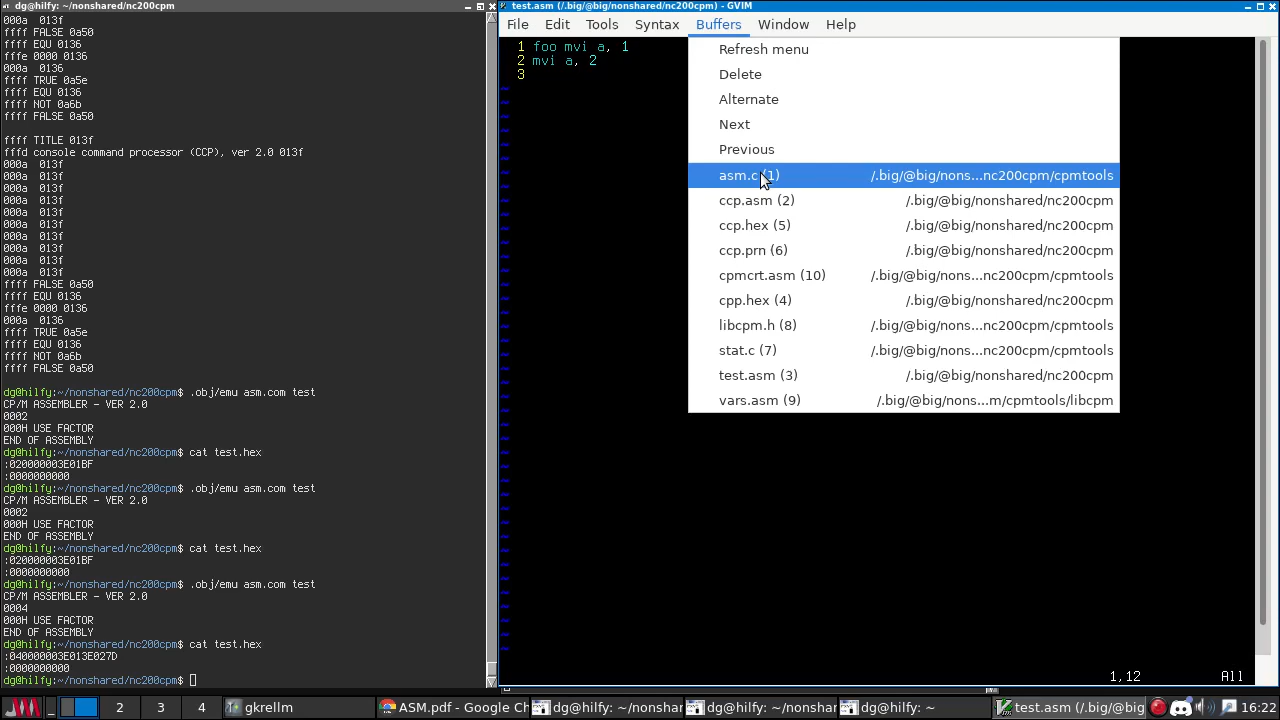 dg@hilfy: ~/nonshared/nc200cpm
000a  013f
ffff FALSE 0a50
ffff EQU 0136
fffe 0000 0136
000a  0136
ffff TRUE 0a5e
ffff EQU 0136
ffff NOT 0a6b
ffff FALSE 0a50
ffff TITLE 013f
fffd console command processor (CCP), ver 2.0 013f
000a  013f
000a  013f
000a  013f
000a  013f
000a  013f
000a  013f
000a  013f
000a  013f
000a  013f
000a  013f
ffff FALSE 0a50
ffff EQU 0136
fffe 0000 0136
000a  0136
ffff TRUE 0a5e
ffff EQU 0136
ffff NOT 0a6b
ffff FALSE 0a50
dg@hilfy:~/nonshared/nc200cpm$ .obj/emu asm.com test
CP/M ASSEMBLER - VER 2.0
0002
000H USE FACTOR
END OF ASSEMBLY
dg@hilfy:~/nonshared/nc200cpm$ cat test.hex
:020000003E01BF
:0000000000
dg@hilfy:~/nonshared/nc200cpm$ .obj/emu asm.com test
CP/M ASSEMBLER - VER 2.0
0002
000H USE FACTOR
END OF ASSEMBLY
dg@hilfy:~/nonshared/nc200cpm$ cat test.hex
:020000003E01BF
:0000000000
dg@hilfy:~/nonshared/nc200cpm$ .obj/emu asm.com test
CP/M ASSEMBLER - VER 2.0
0004
000H USE FACTOR
END OF ASSEMBLY
dg@hilfy:~/nonshared/nc200cpm$ cat test.hex
:040000003E013E027D
:0000000000
dg@hilfy:~/nonshared/nc200cpm$
test.asm (/.big/@big/nonshared/nc200cpm) - GVIM
File Edit Tools Syntax Buffers Window Help
1 foo mvi a, 1
2 mvi a, 2
3
Refresh menu
Delete
Alternate
Next
Previous
asm.c (1) /.big/@big/nons...nc200cpm/cpmtools
ccp.asm (2) /.big/@big/nonshared/nc200cpm
ccp.hex (5) /.big/@big/nonshared/nc200cpm
ccp.prn (6) /.big/@big/nonshared/nc200cpm
cpmcrt.asm (10) /.big/@big/nons...nc200cpm/cpmtools
cpp.hex (4) /.big/@big/nonshared/nc200cpm
libcpm.h (8) /.big/@big/nons...nc200cpm/cpmtools
stat.c (7) /.big/@big/nons...nc200cpm/cpmtools
test.asm (3) /.big/@big/nonshared/nc200cpm
vars.asm (9) /.big/@big/nons...m/cpmtools/libcpm
1,12 All
2 3 4 gkrellm ASM.pdf - Google Ch dg@hilfy: ~/nonshar dg@hilfy: ~/nonshar dg@hilfy: ~ test.asm (/.big/@big 16:22